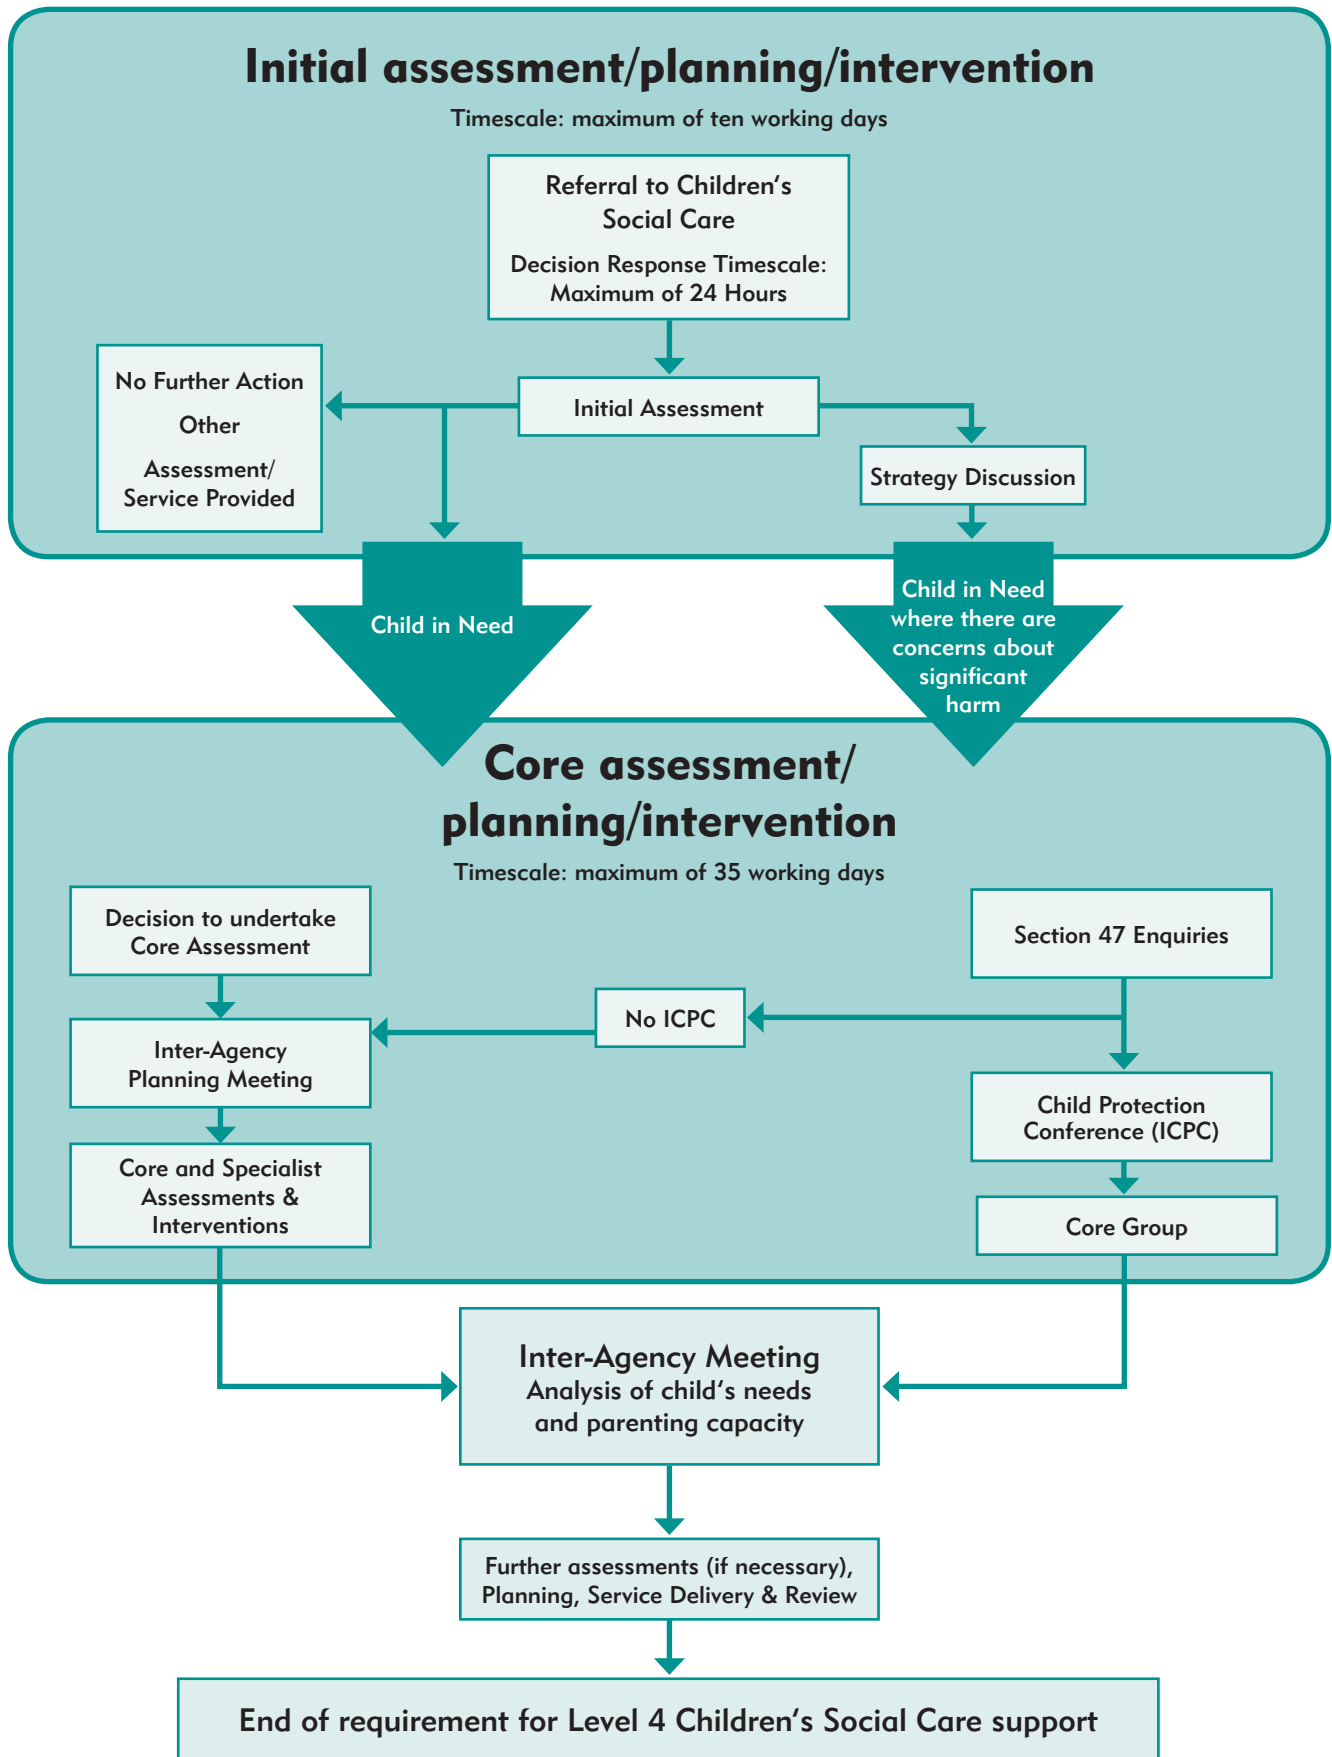 Initial assessment/planning/intervention
Timescale: maximum of ten working days
Referral to Children‘s
Social Care
Decision Response Timescale:
Maximum of 24 Hours
No Further Action
Other
Assessment/
Service Provided
Initial Assessment
Strategy Discussion
Child in Need
Child in Need
where there are
concerns about
significant
harm
Core assessment/
planning/intervention
Timescale: maximum of 35 working days
Decision to undertake
Core Assessment
Section 47 Enquiries
No ICPC
Inter-Agency
Planning Meeting
Child Protection
Conference (ICPC)
Core and Specialist
Assessments &
Interventions
Core Group
Inter-Agency Meeting
Analysis of child‘s needs
and parenting capacity
Further assessments (if necessary),
Planning, Service Delivery & Review
End of requirement for Level 4 Children‘s Social Care support